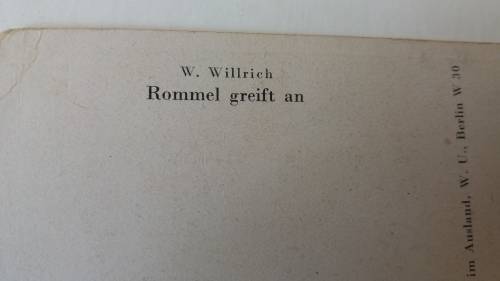 W. Willrich
Rommel greift an
im Ausland, W. U., Berlin W 30